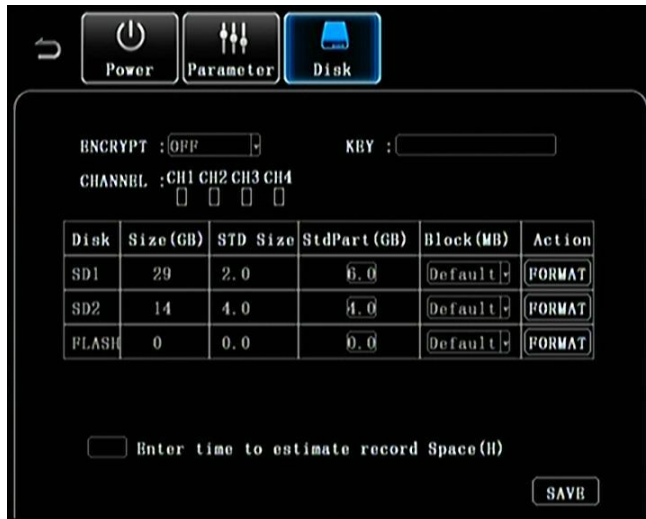 Power Parameter Disk
ENCRYPT : OFF KEY :
CHANNEL : CH1 CH2 CH3 CH4
Disk Size(GB) STD Size StdPart(GB) Block(MB) Action
SD1 29 2.0 6.0 Default FORMAT
SD2 14 4.0 4.0 Default FORMAT
FLASH 0 0.0 0.0 Default FORMAT
Enter time to estimate record Space(H)
SAVE